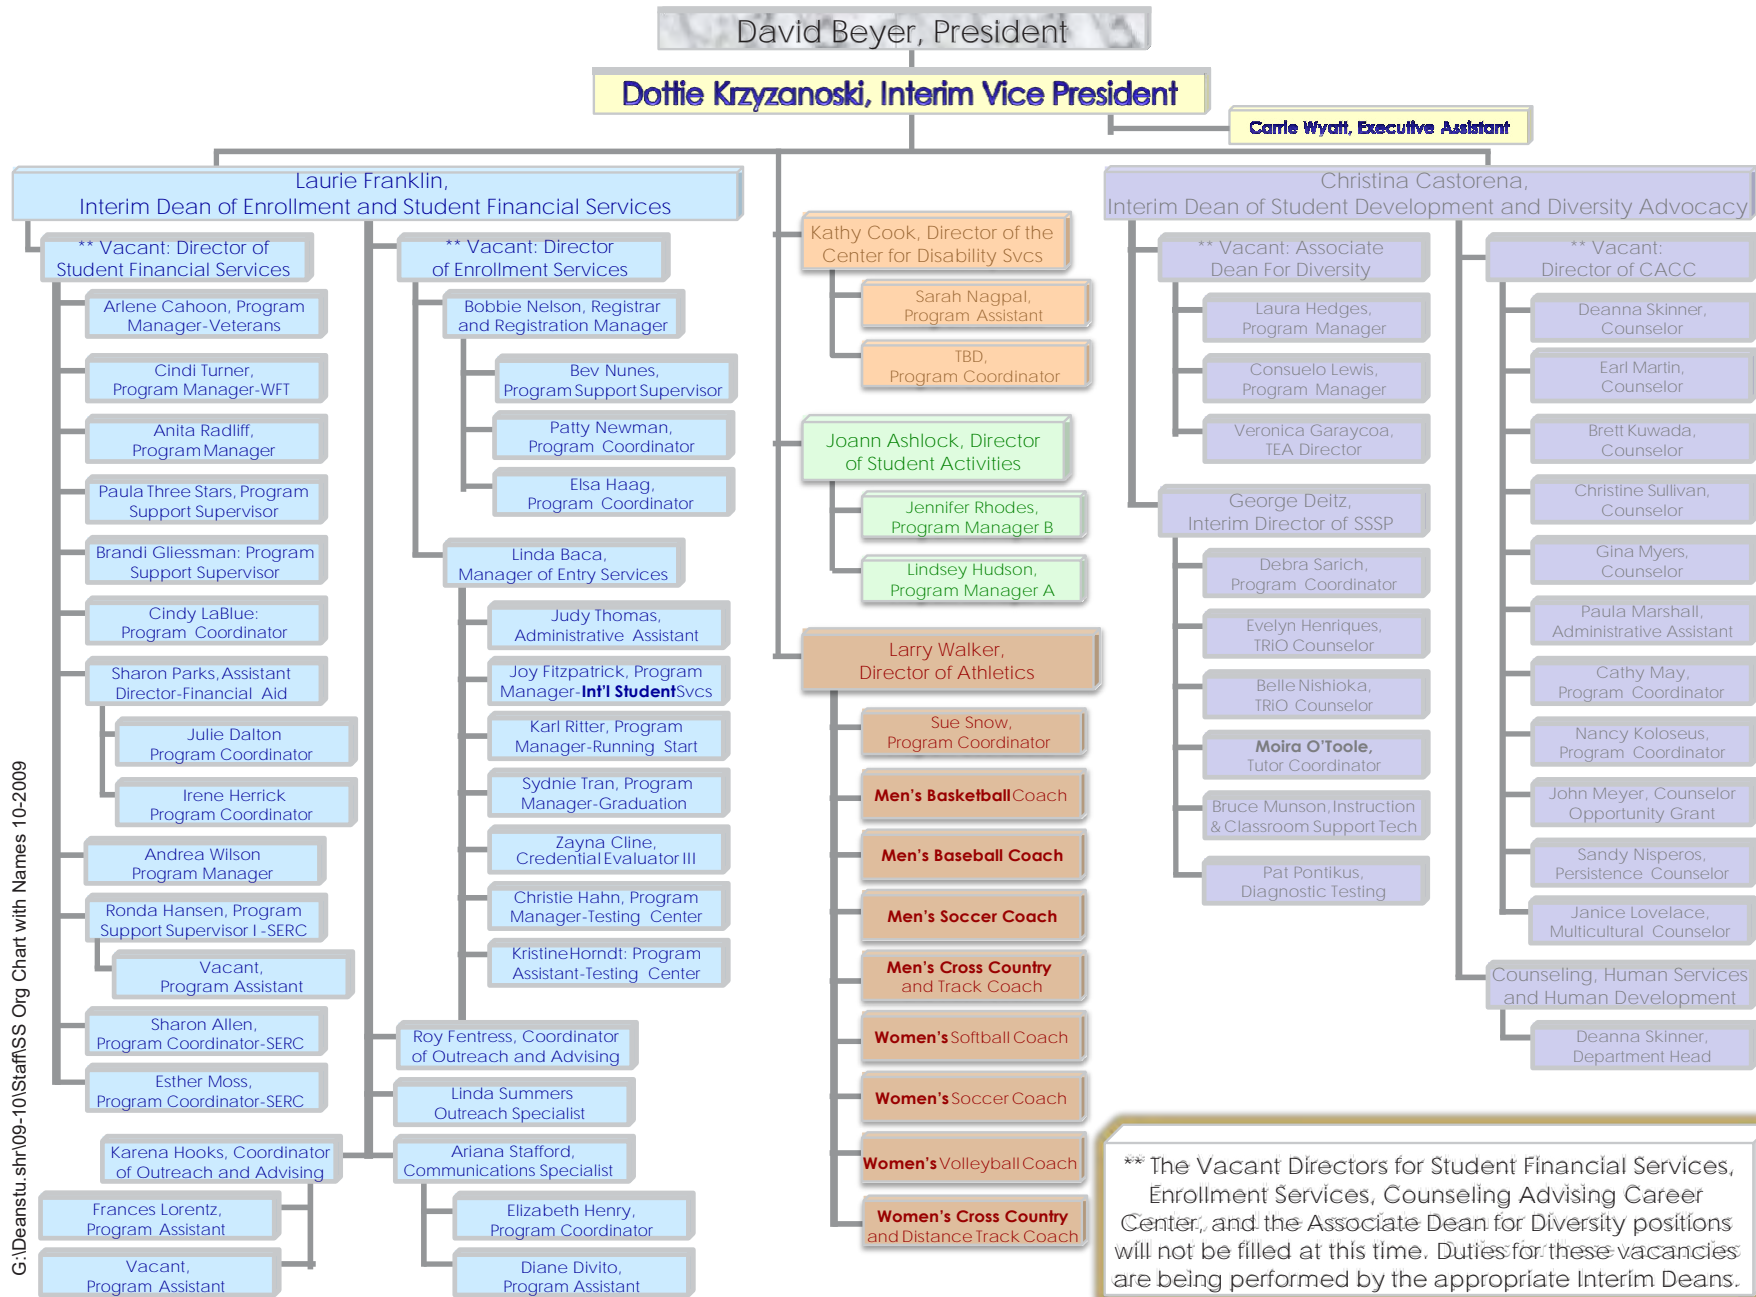 David Beyer, President
Dottie Krzyzanoski, Interim Vice President
Carrie Wyatt, Executive Assistant
Laurie Franklin,
Interim Dean of Enrollment and Student Financial Services
** Vacant: Director of
Student Financial Services
Arlene Cahoon, Program
Manager-Veterans
Cindi Turner,
Program Manager-WFT
Anita Radliff,
Program Manager
Paula Three Stars, Program
Support Supervisor
Brandi Gliessman: Program
Support Supervisor
Cindy LaBlue:
Program Coordinator
Sharon Parks, Assistant
Director-Financial Aid
Julie Dalton
Program Coordinator
Irene Herrick
Program Coordinator
Andrea Wilson
Program Manager
Ronda Hansen, Program
Support Supervisor I -SERC
Vacant,
Program Assistant
Sharon Allen,
Program Coordinator-SERC
Esther Moss,
Program Coordinator-SERC
** Vacant: Director
of Enrollment Services
Bobbie Nelson, Registrar
and Registration Manager
Bev Nunes,
Program Support Supervisor
Patty Newman,
Program Coordinator
Elsa Haag,
Program Coordinator
Linda Baca,
Manager of Entry Services
Judy Thomas,
Administrative Assistant
Joy Fitzpatrick, Program
Manager-Int'l Student Svcs
Karl Ritter, Program
Manager-Running Start
Sydnie Tran, Program
Manager-Graduation
Zayna Cline,
Credential Evaluator III
Christie Hahn, Program
Manager-Testing Center
Kristine Horndt: Program
Assistant-Testing Center
Roy Fentress, Coordinator
of Outreach and Advising
Linda Summers
Outreach Specialist
Karena Hooks, Coordinator
of Outreach and Advising
Frances Lorentz,
Program Assistant
Vacant,
Program Assistant
Ariana Stafford,
Communications Specialist
Elizabeth Henry,
Program Coordinator
Diane Divito,
Program Assistant
Kathy Cook, Director of the
Center for Disability Svcs
Sarah Nagpal,
Program Assistant
TBD,
Program Coordinator
Joann Ashlock, Director
of Student Activities
Jennifer Rhodes,
Program Manager B
Lindsey Hudson,
Program Manager A
Larry Walker,
Director of Athletics
Sue Snow,
Program Coordinator
Men's Basketball Coach
Men's Baseball Coach
Men's Soccer Coach
Men's Cross Country
and Track Coach
Women's Softball Coach
Women's Soccer Coach
Women's Volleyball Coach
Women's Cross Country
and Distance Track Coach
Christina Castorena,
Interim Dean of Student Development and Diversity Advocacy
** Vacant: Associate
Dean For Diversity
Laura Hedges,
Program Manager
Consuelo Lewis,
Program Manager
Veronica Garaycoa,
TEA Director
George Deitz,
Interim Director of SSSP
Debra Sarich,
Program Coordinator
Evelyn Henriques,
TRiO Counselor
Belle Nishioka,
TRiO Counselor
Moira O'Toole,
Tutor Coordinator
Bruce Munson, Instruction
& Classroom Support Tech
Pat Pontikus,
Diagnostic Testing
** Vacant:
Director of CACC
Deanna Skinner,
Counselor
Earl Martin,
Counselor
Brett Kuwada,
Counselor
Christine Sullivan,
Counselor
Gina Myers,
Counselor
Paula Marshall,
Administrative Assistant
Cathy May,
Program Coordinator
Nancy Koloseus,
Program Coordinator
John Meyer, Counselor
Opportunity Grant
Sandy Nisperos,
Persistence Counselor
Janice Lovelace,
Multicultural Counselor
Counseling, Human Services
and Human Development
Deanna Skinner,
Department Head
** The Vacant Directors for Student Financial Services,
Enrollment Services, Counseling Advising Career
Center, and the Associate Dean for Diversity positions
will not be filled at this time. Duties for these vacancies
are being performed by the appropriate Interim Deans.
G:\Deanstu.shr\09-10\Staff\SS Org Chart with Names 10-2009